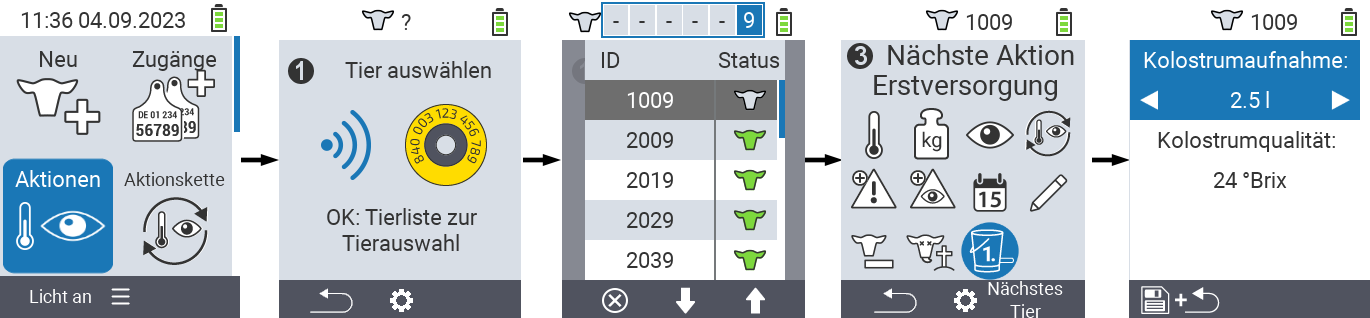 11:36 04.09.2023
Neu
Zugänge
DE 01 234
56789
234
39
Aktionen
Aktionskette
Licht an
?
1
Tier auswählen
840 003 123 456 789
OK: Tierliste zur
Tierauswahl
- - - - - 9
ID Status
1009
2009
2019
2029
2039
1009
3 Nächste Aktion
Erstversorgung
kg
15
1.
Nächstes
Tier
1009
Kolostrumaufnahme:
2.5 l
Kolostrumqualität:
24 °Brix
+